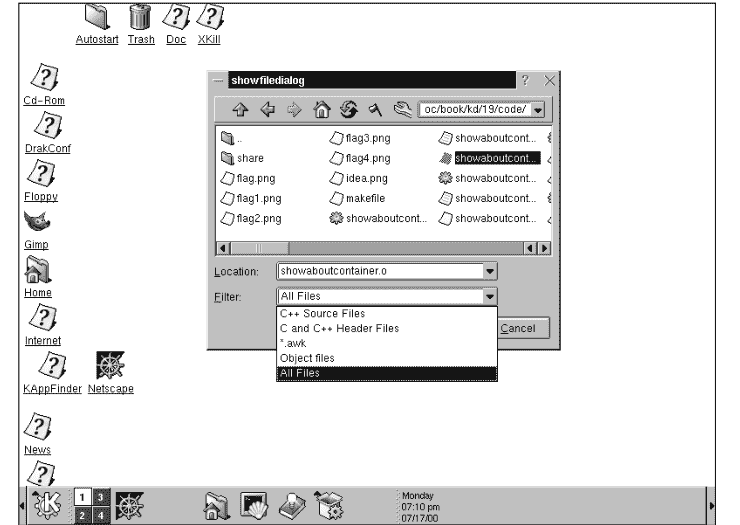 Autostart Trash Doc XKill
Cd-Rom
DrakConf
Floppy
Gimp
Home
Internet
KAppFinder Netscape
News
showfiledialog ?
oc/book/kd/19/code/
.. flag3.png showaboutcont...
share flag4.png showaboutcont...
flag.png idea.png showaboutcont...
flag1.png makefile showaboutcont...
flag2.png showaboutcont... showaboutcont...
Location: showaboutcontainer.o
Filter: All Files
C++ Source Files
C and C++ Header Files
*.awk
Object files
All Files
Cancel
K 1 3
2 4
Monday
07:10 pm
07/17/00